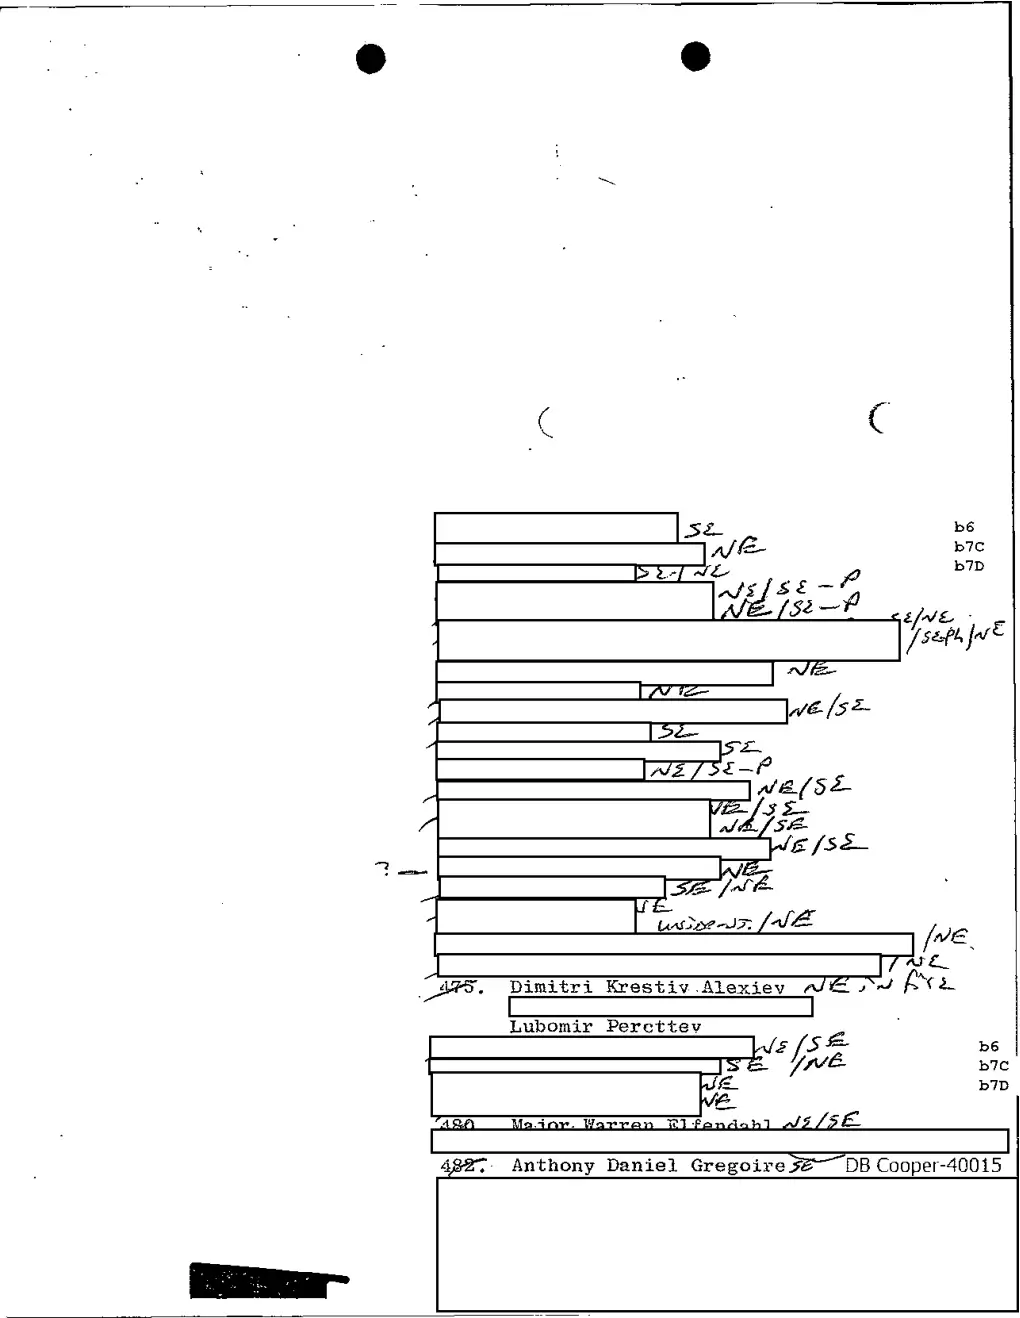 SE b6
NE b7C
SE/NE b7D
NE/SE-P
NE/SE-P
SE/NE
/NE
NE
NE
NE/SE
SE
SE
NE/SE-P
NE/SE
NE/SE
NE/SE
NE/SE
? — NE
SE/NE
NE
/NE
/NE
/NE
475. Dimitri Krestiv Alexiev NE
Lubomir Percttev
NE/SE b6
SE /NE b7C
NE b7D
NE
480 Major Warren Elfendahl NE/SE
482. Anthony Daniel Gregoire SE DB Cooper-40015